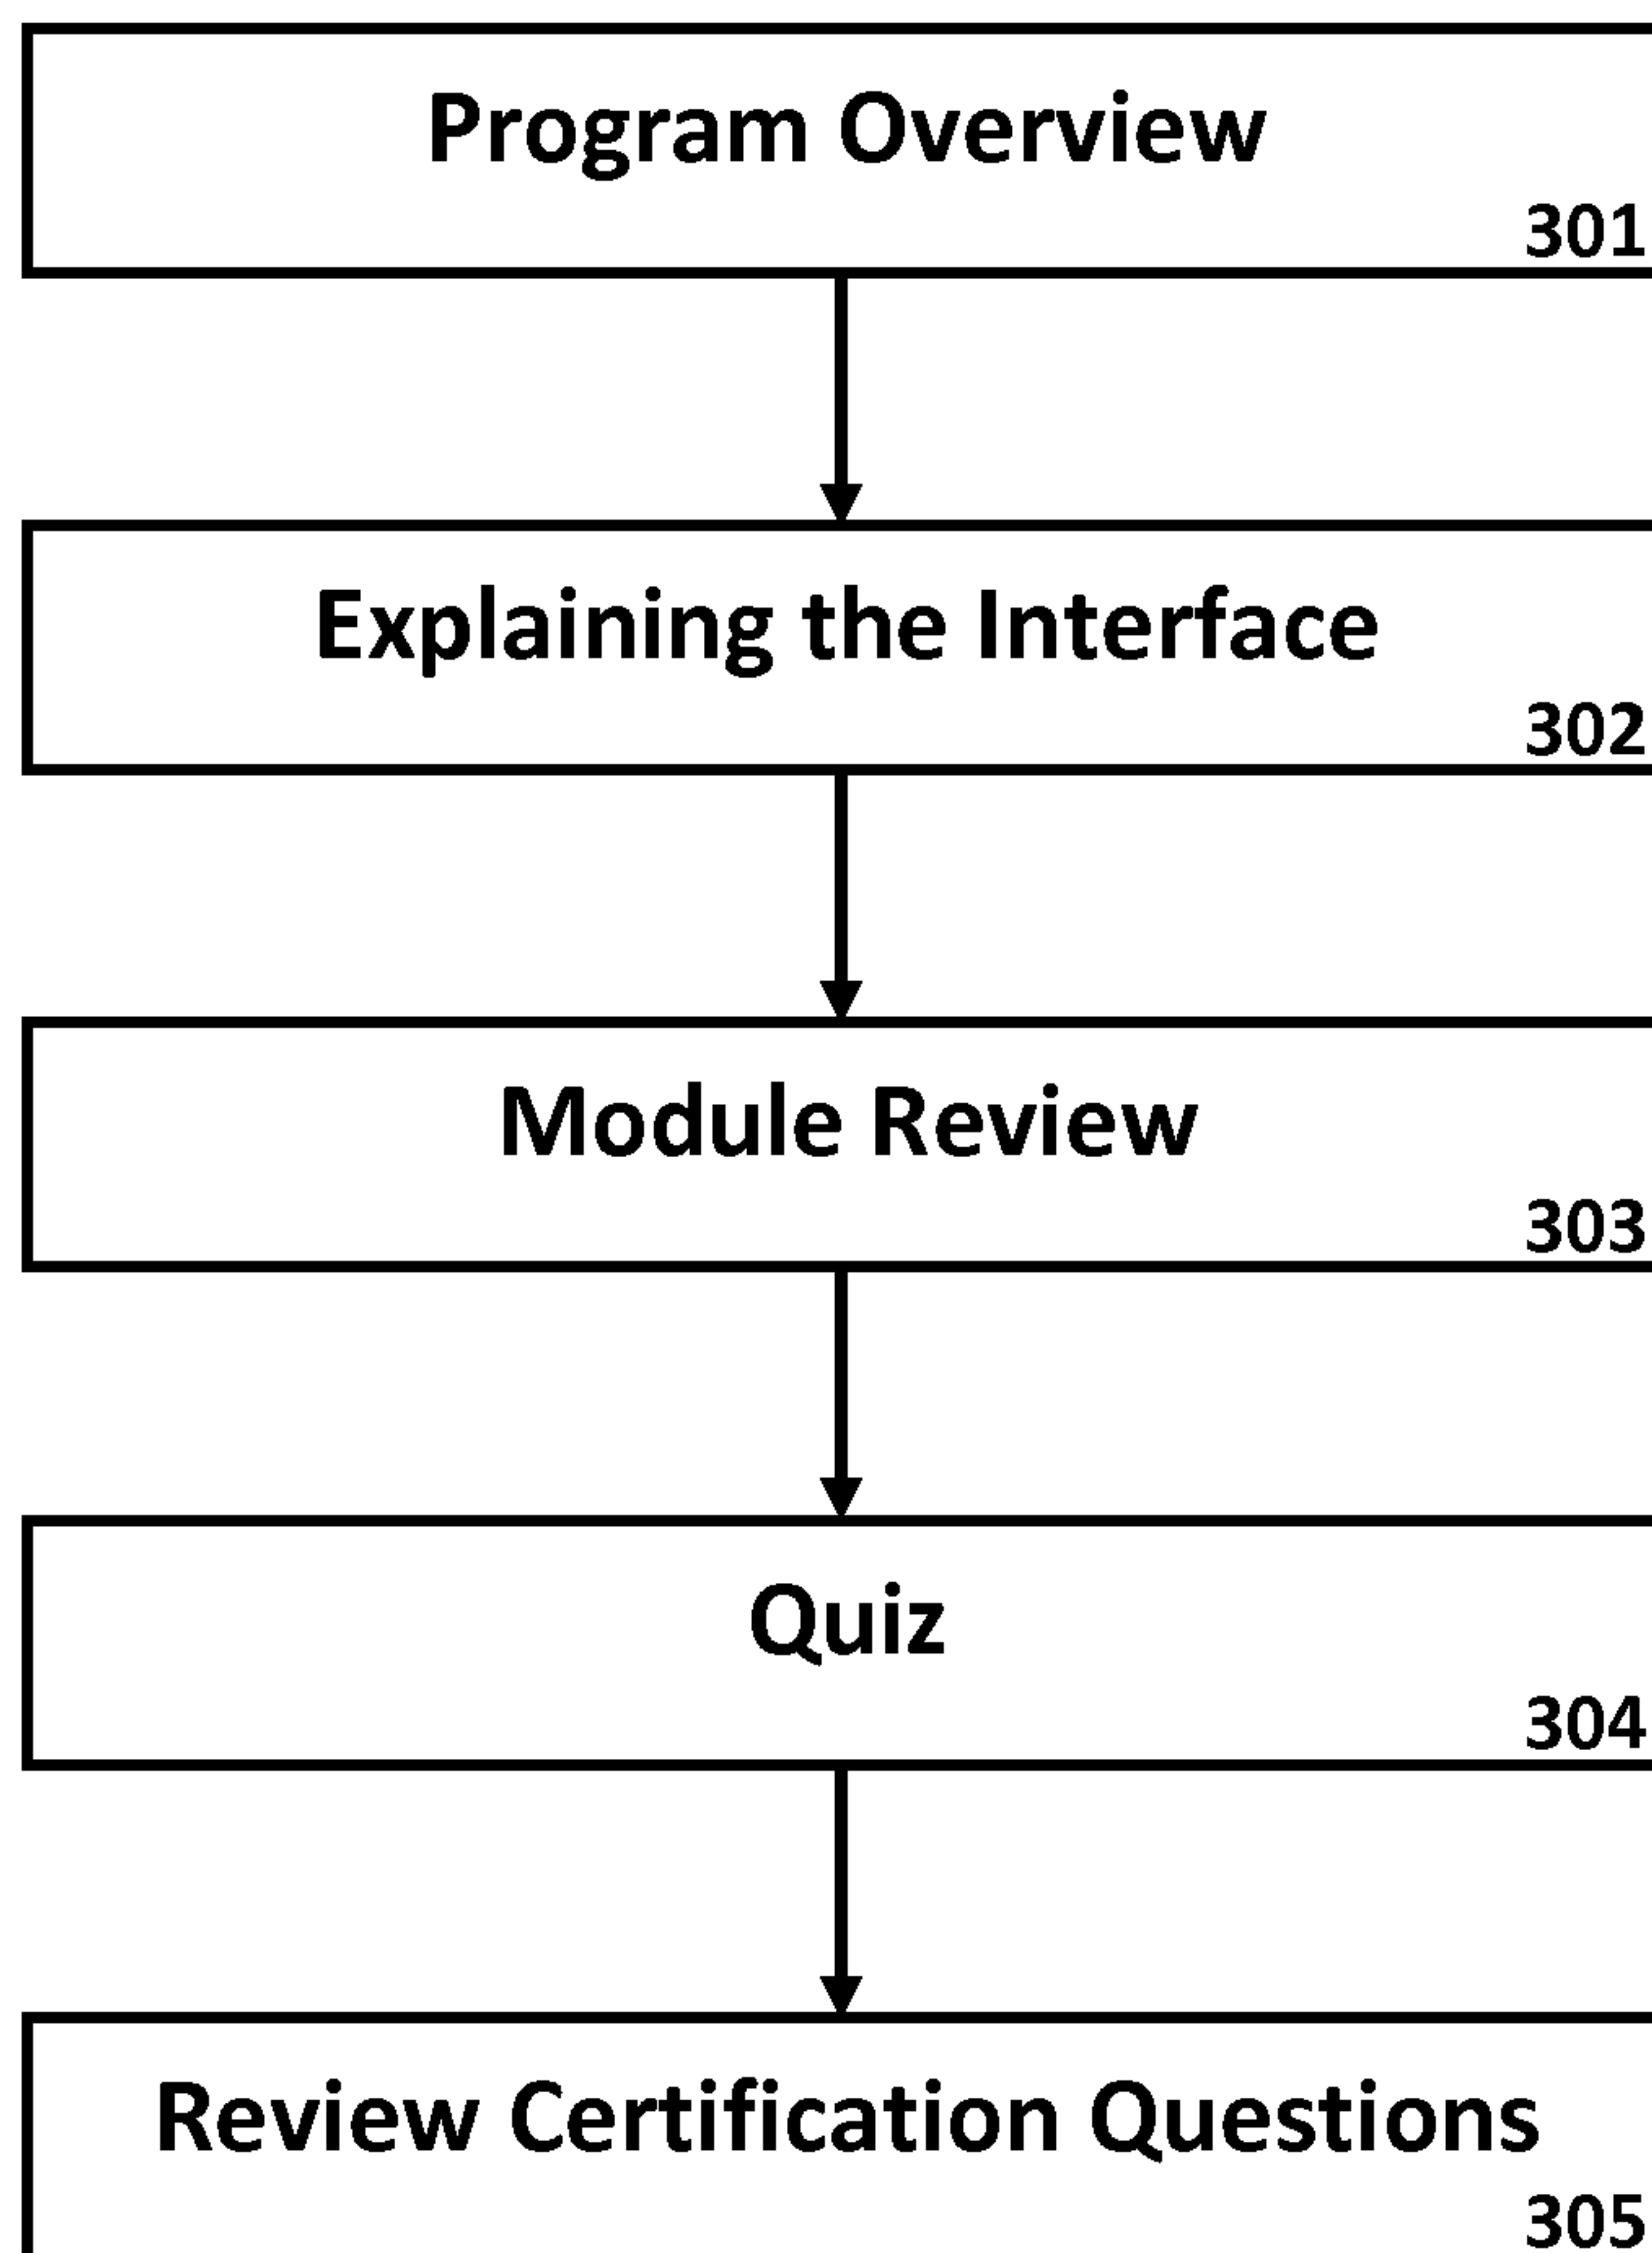 Program Overview
301
Explaining the Interface
302
Module Review
303
Quiz
304
Review Certification Questions
305